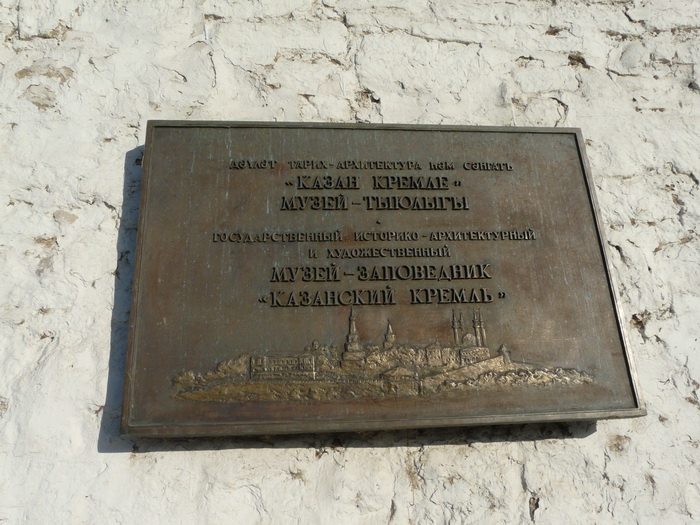 ДӘҮЛӘТ ТАРИХ-АРХИТЕКТУРА ҺӘМ СӘНГАТЬ
"КАЗАН КРЕМЛЕ"
МУЗЕЙ-ТЫЮЛЫГЫ
ГОСУДАРСТВЕННЫЙ ИСТОРИКО-АРХИТЕКТУРНЫЙ
И ХУДОЖЕСТВЕННЫЙ
МУЗЕЙ-ЗАПОВЕДНИК
"КАЗАНСКИЙ КРЕМЛЬ"